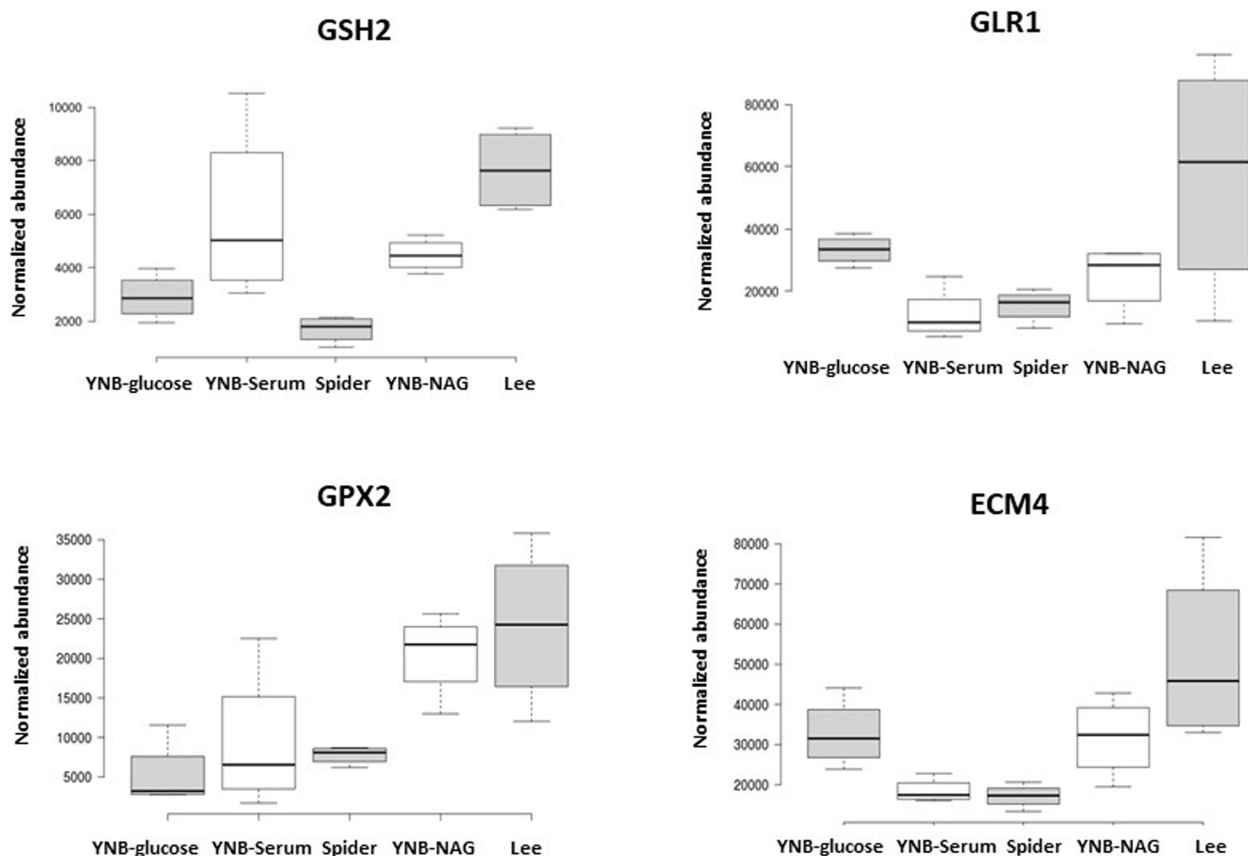 GSH2
Normalized abundance
10000
8000
6000
4000
2000
YNB-glucose YNB-Serum Spider YNB-NAG Lee
GLR1
Normalized abundance
80000
60000
40000
20000
YNB-glucose YNB-Serum Spider YNB-NAG Lee
GPX2
Normalized abundance
35000
30000
25000
20000
15000
10000
5000
YNB-glucose YNB-Serum Spider YNB-NAG Lee
ECM4
Normalized abundance
80000
70000
60000
50000
40000
30000
20000
YNB-glucose YNB-Serum Spider YNB-NAG Lee